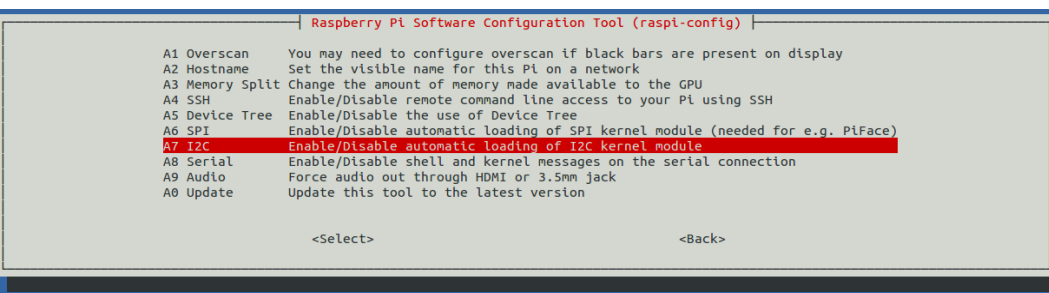 Raspberry Pi Software Configuration Tool (raspi-config)
A1 Overscan You may need to configure overscan if black bars are present on display
A2 Hostname Set the visible name for this Pi on a network
A3 Memory Split Change the amount of memory made available to the GPU
A4 SSH Enable/Disable remote command line access to your Pi using SSH
A5 Device Tree Enable/Disable the use of Device Tree
A6 SPI Enable/Disable automatic loading of SPI kernel module (needed for e.g. PiFace)
A7 I2C Enable/Disable automatic loading of I2C kernel module
A8 Serial Enable/Disable shell and kernel messages on the serial connection
A9 Audio Force audio out through HDMI or 3.5mm jack
A0 Update Update this tool to the latest version
<Select> <Back>